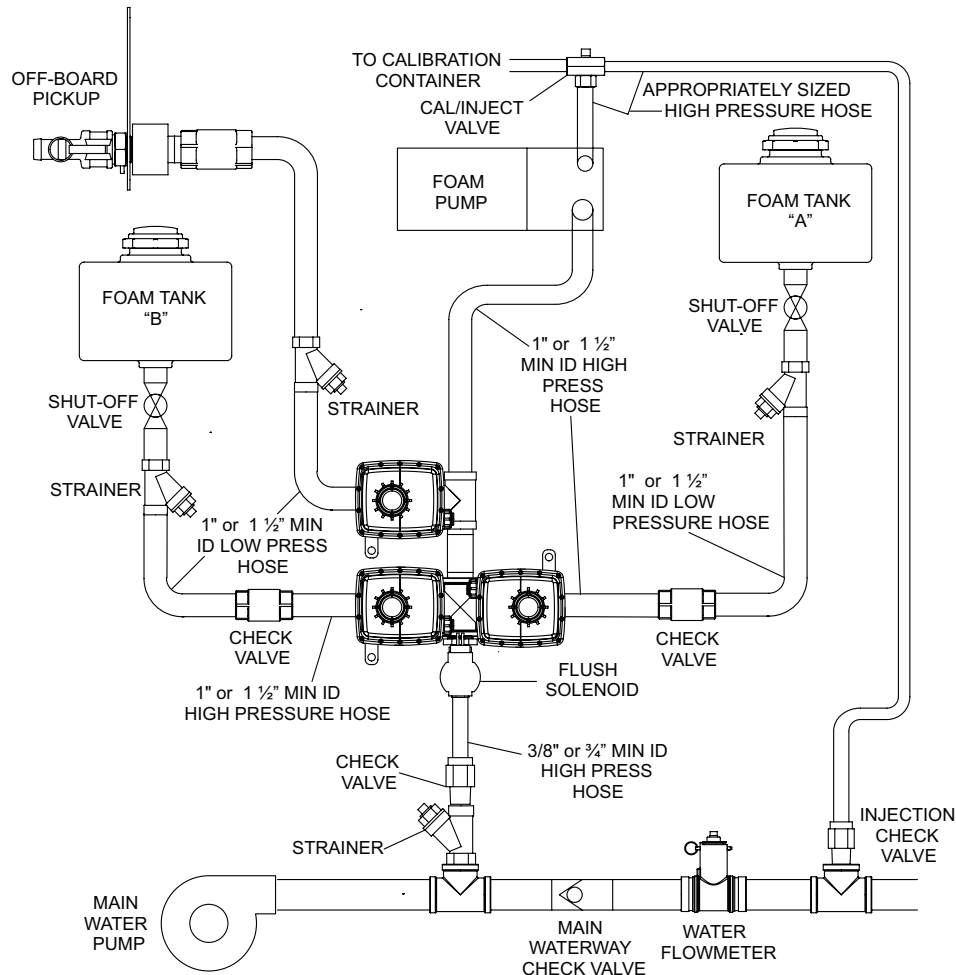 OFF-BOARD
PICKUP
TO CALIBRATION
CONTAINER
CAL/INJECT
VALVE
APPROPRIATELY SIZED
HIGH PRESSURE HOSE
FOAM
PUMP
FOAM TANK
“A”
FOAM TANK
“B”
SHUT-OFF
VALVE
1" or 1 ½”
MIN ID HIGH
PRESS
HOSE
SHUT-OFF
VALVE
STRAINER
STRAINER
STRAINER
1" or 1 ½” MIN
ID LOW PRESS
HOSE
1" or 1 ½”
MIN ID LOW
PRESSURE HOSE
CHECK
VALVE
CHECK
VALVE
FLUSH
SOLENOID
1" or 1 ½” MIN ID
HIGH PRESSURE HOSE
3/8" or ¾” MIN ID
HIGH PRESS
HOSE
CHECK
VALVE
STRAINER
INJECTION
CHECK
VALVE
MAIN
WATER
PUMP
MAIN
WATERWAY
CHECK VALVE
WATER
FLOWMETER